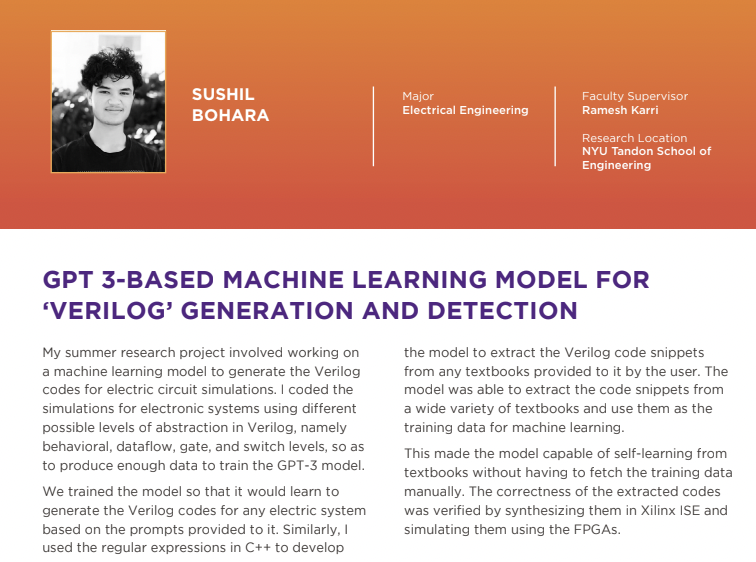 SUSHIL
BOHARA
Major
Electrical Engineering
Faculty Supervisor
Ramesh Karri
Research Location
NYU Tandon School of
Engineering
GPT 3-BASED MACHINE LEARNING MODEL FOR
‘VERILOG’ GENERATION AND DETECTION
My summer research project involved working on
a machine learning model to generate the Verilog
codes for electric circuit simulations. I coded the
simulations for electronic systems using different
possible levels of abstraction in Verilog, namely
behavioral, dataflow, gate, and switch levels, so as
to produce enough data to train the GPT-3 model.
We trained the model so that it would learn to
generate the Verilog codes for any electric system
based on the prompts provided to it. Similarly, I
used the regular expressions in C++ to develop
the model to extract the Verilog code snippets
from any textbooks provided to it by the user. The
model was able to extract the code snippets from
a wide variety of textbooks and use them as the
training data for machine learning.
This made the model capable of self-learning from
textbooks without having to fetch the training data
manually. The correctness of the extracted codes
was verified by synthesizing them in Xilinx ISE and
simulating them using the FPGAs.